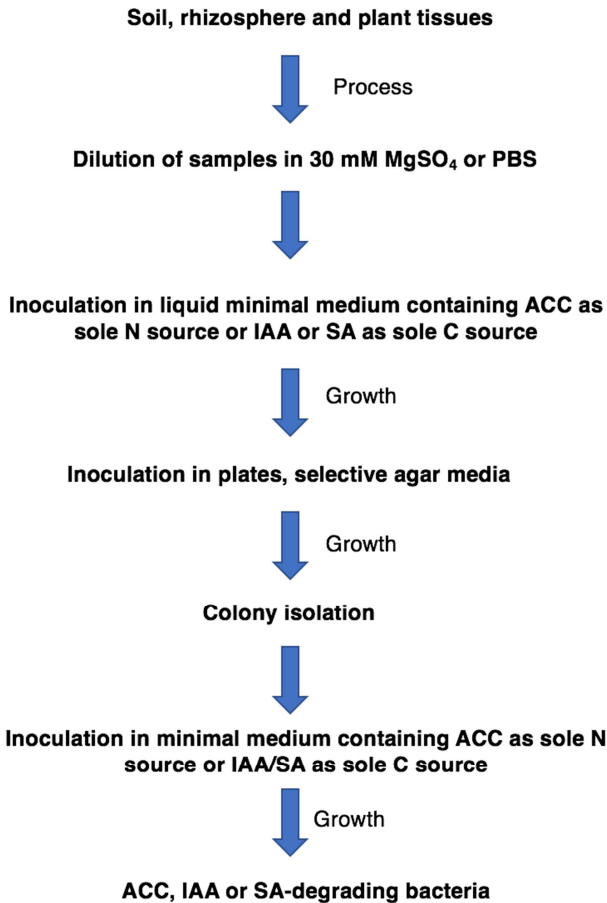 Soil, rhizosphere and plant tissues
Process
Dilution of samples in 30 mM MgSO₄ or PBS
Inoculation in liquid minimal medium containing ACC as
sole N source or IAA or SA as sole C source
Growth
Inoculation in plates, selective agar media
Growth
Colony isolation
Inoculation in minimal medium containing ACC as sole N
source or IAA/SA as sole C source
Growth
ACC, IAA or SA-degrading bacteria